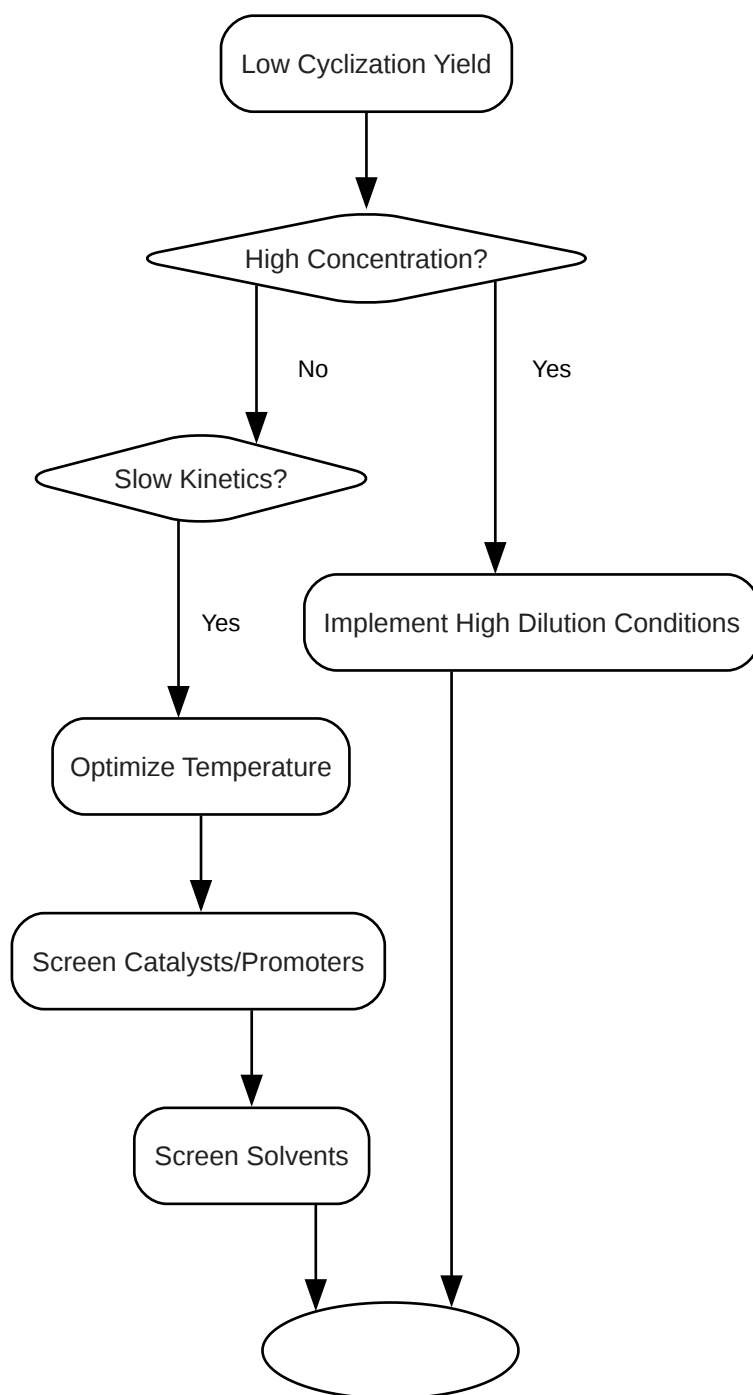 Low Cyclization Yield
High Concentration?
No
Yes
Slow Kinetics?
Yes
Implement High Dilution Conditions
Optimize Temperature
Screen Catalysts/Promoters
Screen Solvents